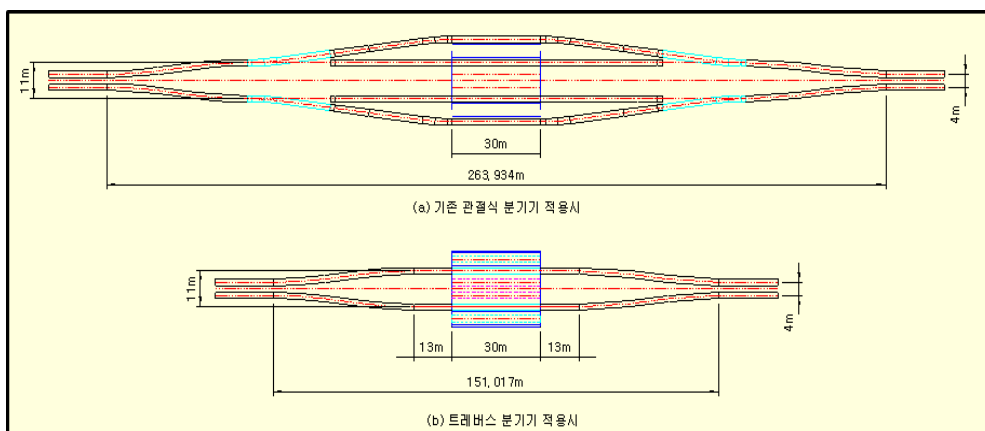 11m
4m
30m
263,934m
(a) 기존 관절식 분기기 적용시
11m
4m
13m 30m 13m
151,017m
(b) 트레버스 분기기 적용시